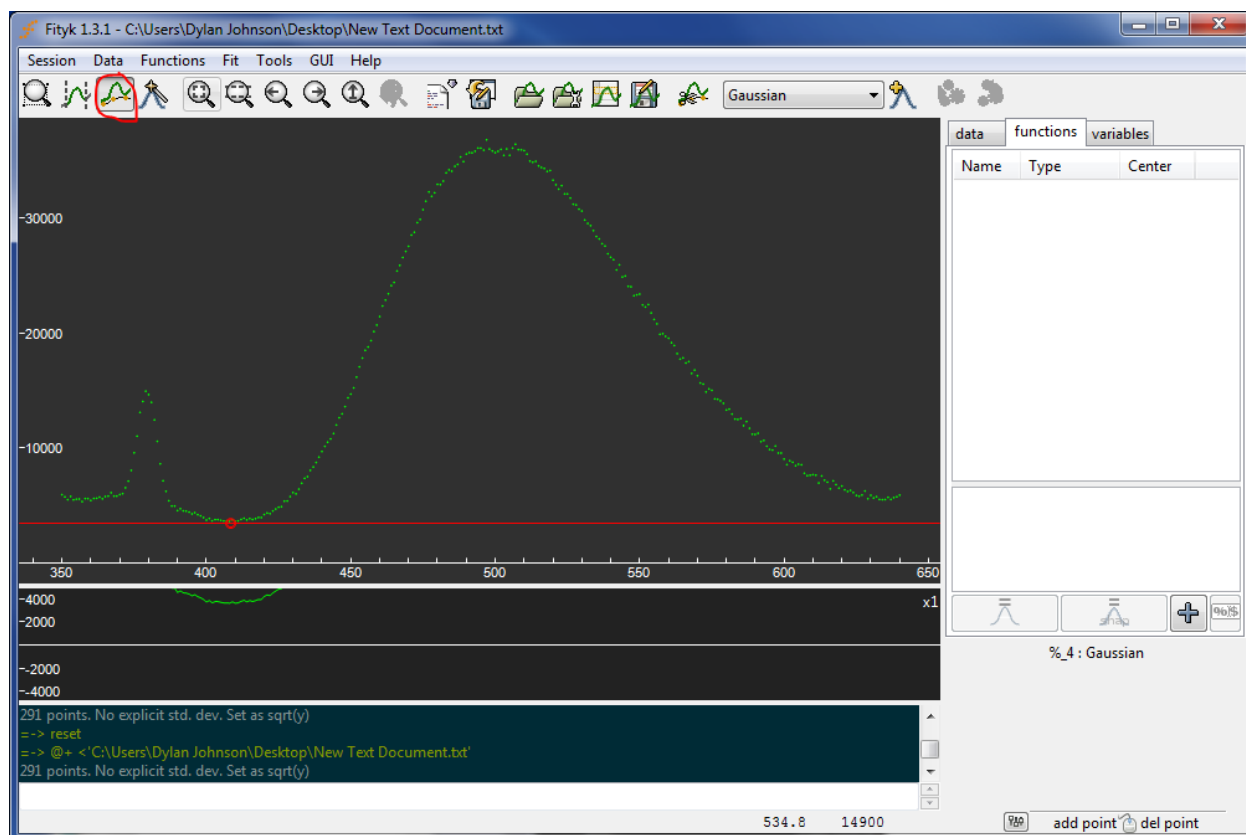 Fityk 1.3.1 - C:\Users\Dylan Johnson\Desktop\New Text Document.txt
Session Data Functions Fit Tools GUI Help
Gaussian
data functions variables
Name Type Center
30000
20000
10000
350 400 450 500 550 600 650
4000
x1
2000
-2000
-4000
%_4 : Gaussian
291 points. No explicit std. dev. Set as sqrt(y)
=-> reset
=-> @+ <'C:\Users\Dylan Johnson\Desktop\New Text Document.txt'
291 points. No explicit std. dev. Set as sqrt(y)
534.8 14900
add point del point